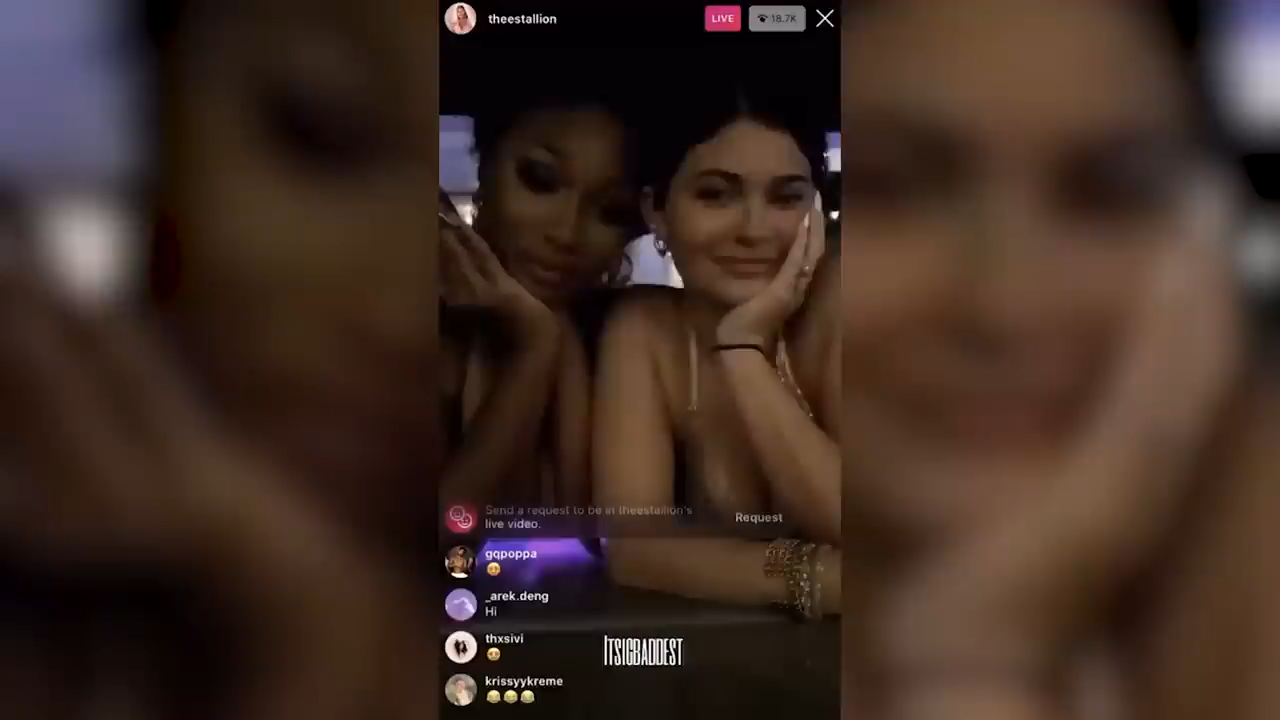 theestallion
LIVE
18.7K
Send a request to be in theestallion's
live video.
Request
gqpoppa
_arek.deng
Hi
thxsivi
ITSIGBADDEST
krissyykreme